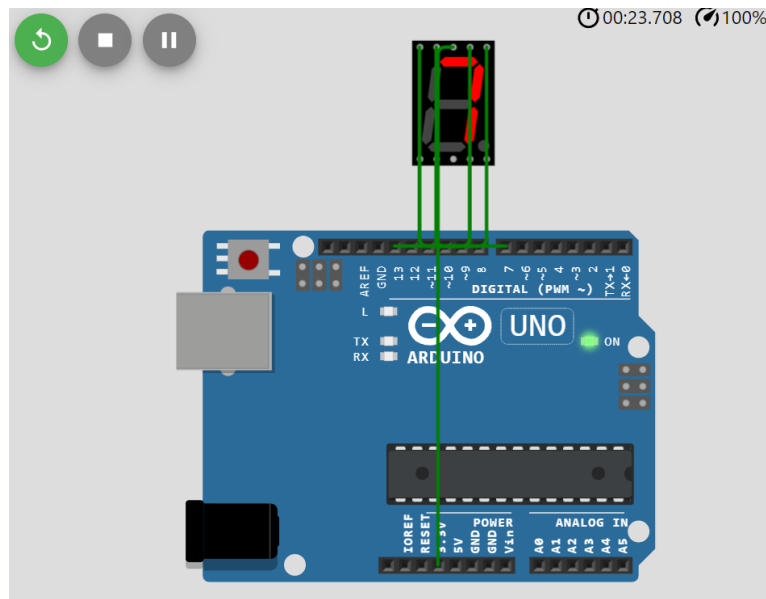 00:23.708 100%
AREF
GND
13
12
~11
~10
~9
8
7
~6
~5
4
~3
2
TX→1
RX←0
DIGITAL (PWM ~)
L
TX
RX
UNO
ON
ARDUINO
POWER
ANALOG IN
IOREF
RESET
3.3V
5V
GND
GND
Vin
A0
A1
A2
A3
A4
A5